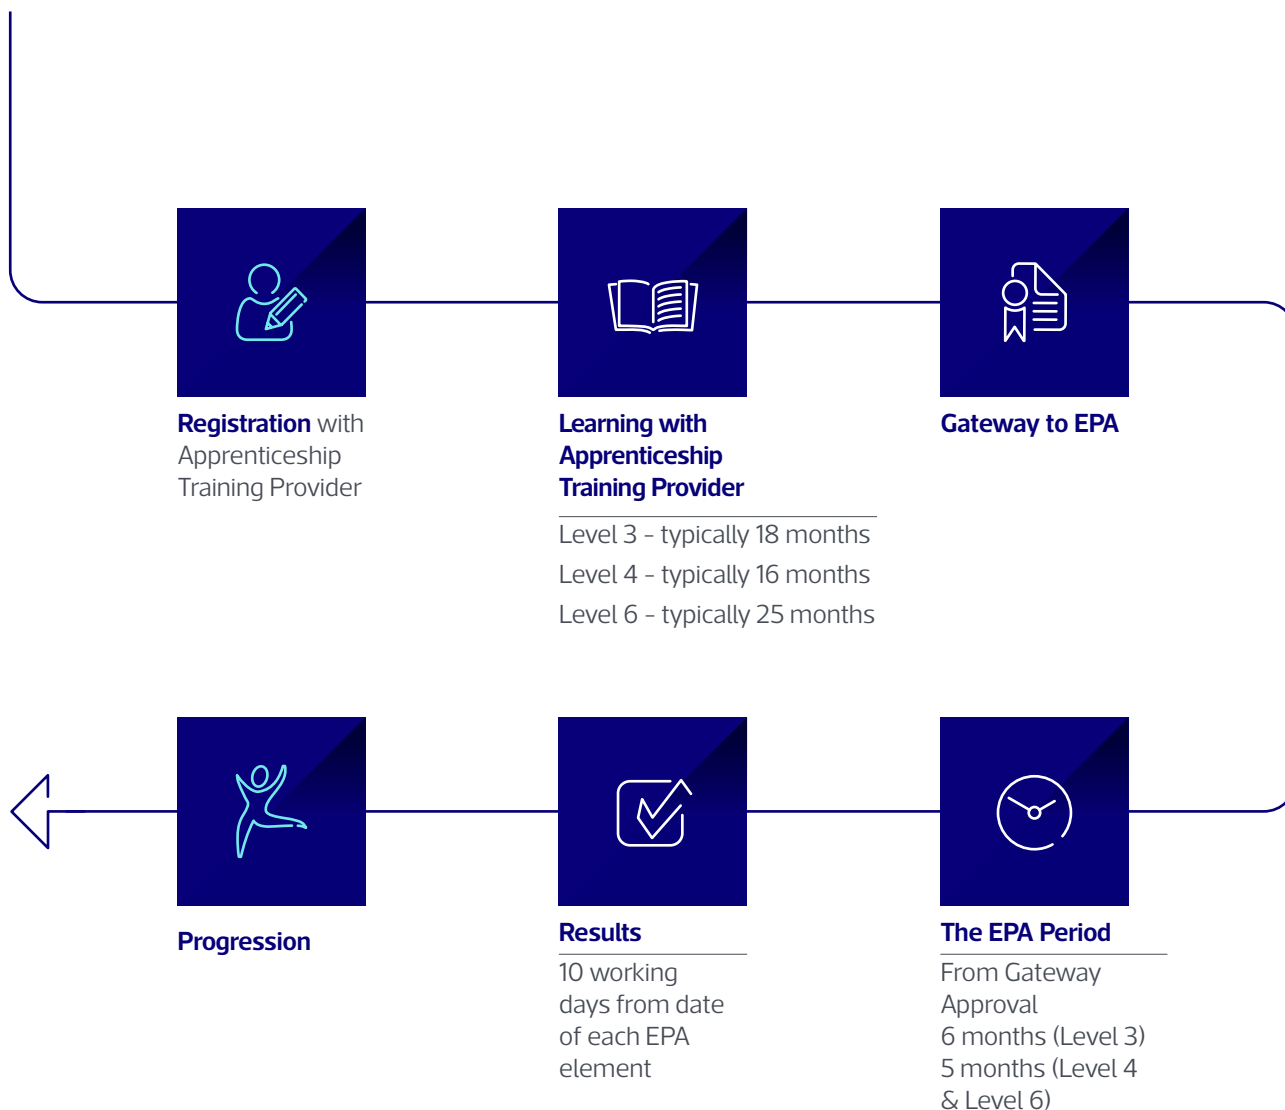 Registration with
Apprenticeship
Training Provider
Learning with
Apprenticeship
Training Provider
Level 3 – typically 18 months
Level 4 – typically 16 months
Level 6 – typically 25 months
Gateway to EPA
The EPA Period
From Gateway
Approval
6 months (Level 3)
5 months (Level 4
& Level 6)
Results
10 working
days from date
of each EPA
element
Progression